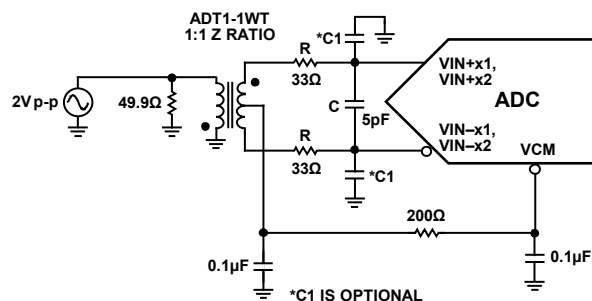 ADT1-1WT
1:1 Z RATIO
*C1
R
33Ω
VIN+x1,
VIN+x2
ADC
2V p-p
49.9Ω
C
5pF
R
33Ω
VIN–x1,
VIN–x2
VCM
*C1
200Ω
0.1µF
0.1µF
*C1 IS OPTIONAL